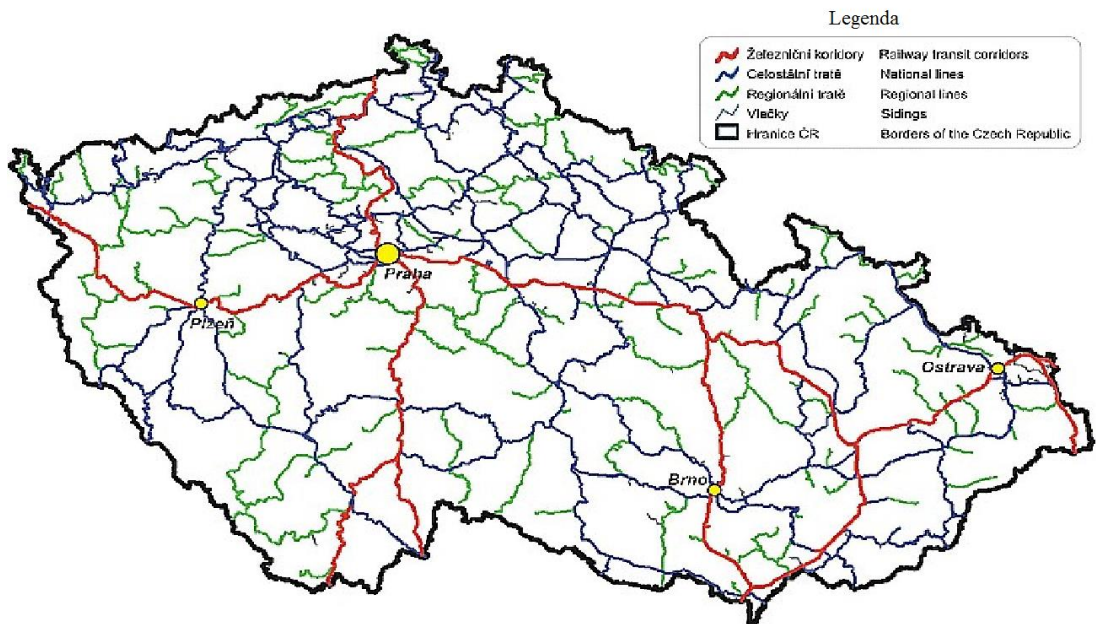 Legenda
Železniční koridory Railway transit corridors
Celostátní tratě National lines
Regionální tratě Regional lines
Vlečky Sidings
Hranice ČR Borders of the Czech Republic
Praha
Plzeň
Ostrava
Brno